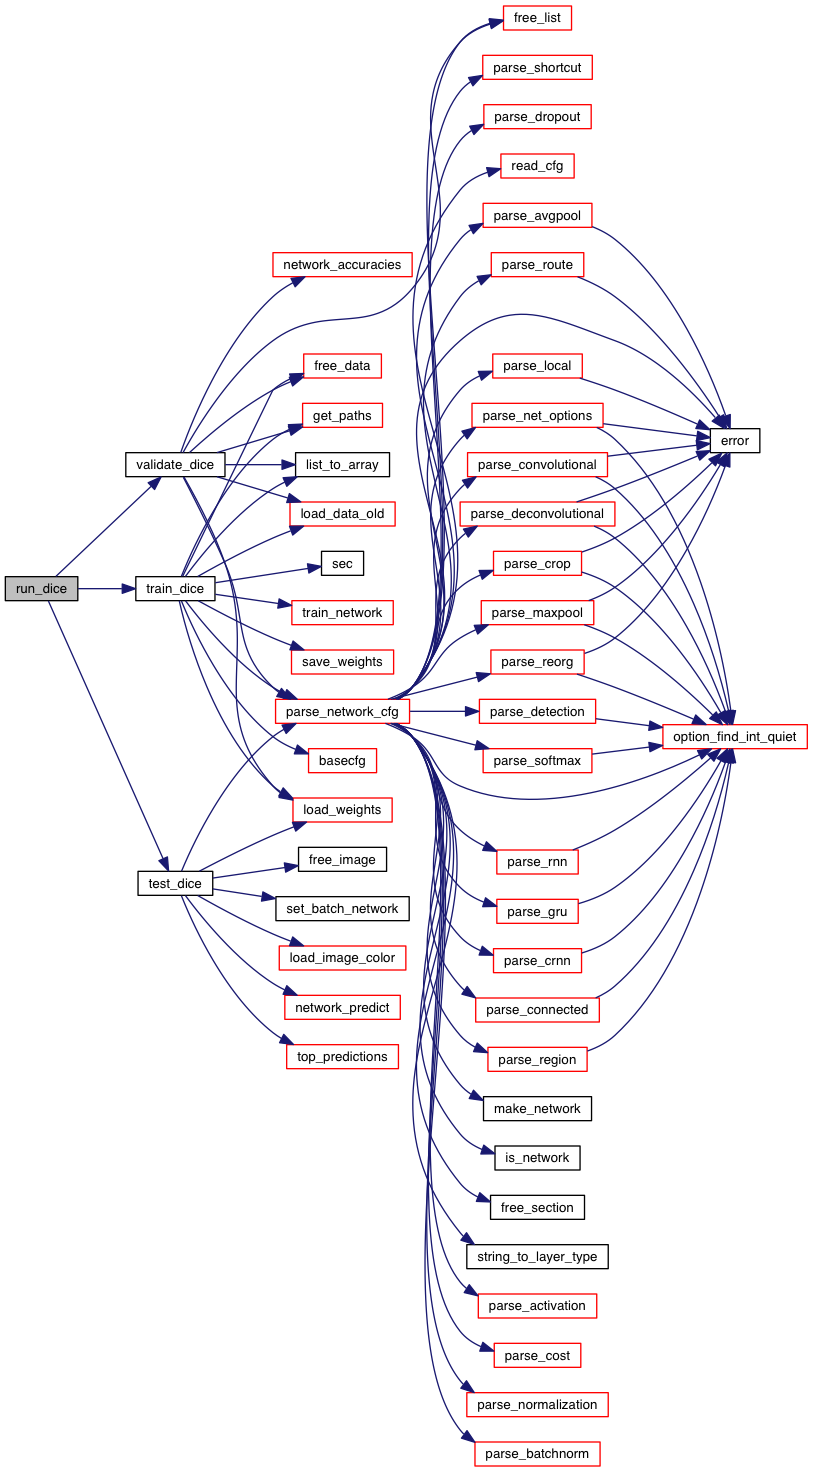 run_dice
validate_dice
train_dice
test_dice
network_accuracies
free_data
get_paths
list_to_array
load_data_old
sec
train_network
save_weights
parse_network_cfg
basecfg
load_weights
free_image
set_batch_network
load_image_color
network_predict
top_predictions
free_list
parse_shortcut
parse_dropout
read_cfg
parse_avgpool
parse_route
parse_local
parse_net_options
parse_convolutional
parse_deconvolutional
parse_crop
parse_maxpool
parse_reorg
parse_detection
parse_softmax
parse_rnn
parse_gru
parse_crnn
parse_connected
parse_region
make_network
is_network
free_section
string_to_layer_type
parse_activation
parse_cost
parse_normalization
parse_batchnorm
error
option_find_int_quiet